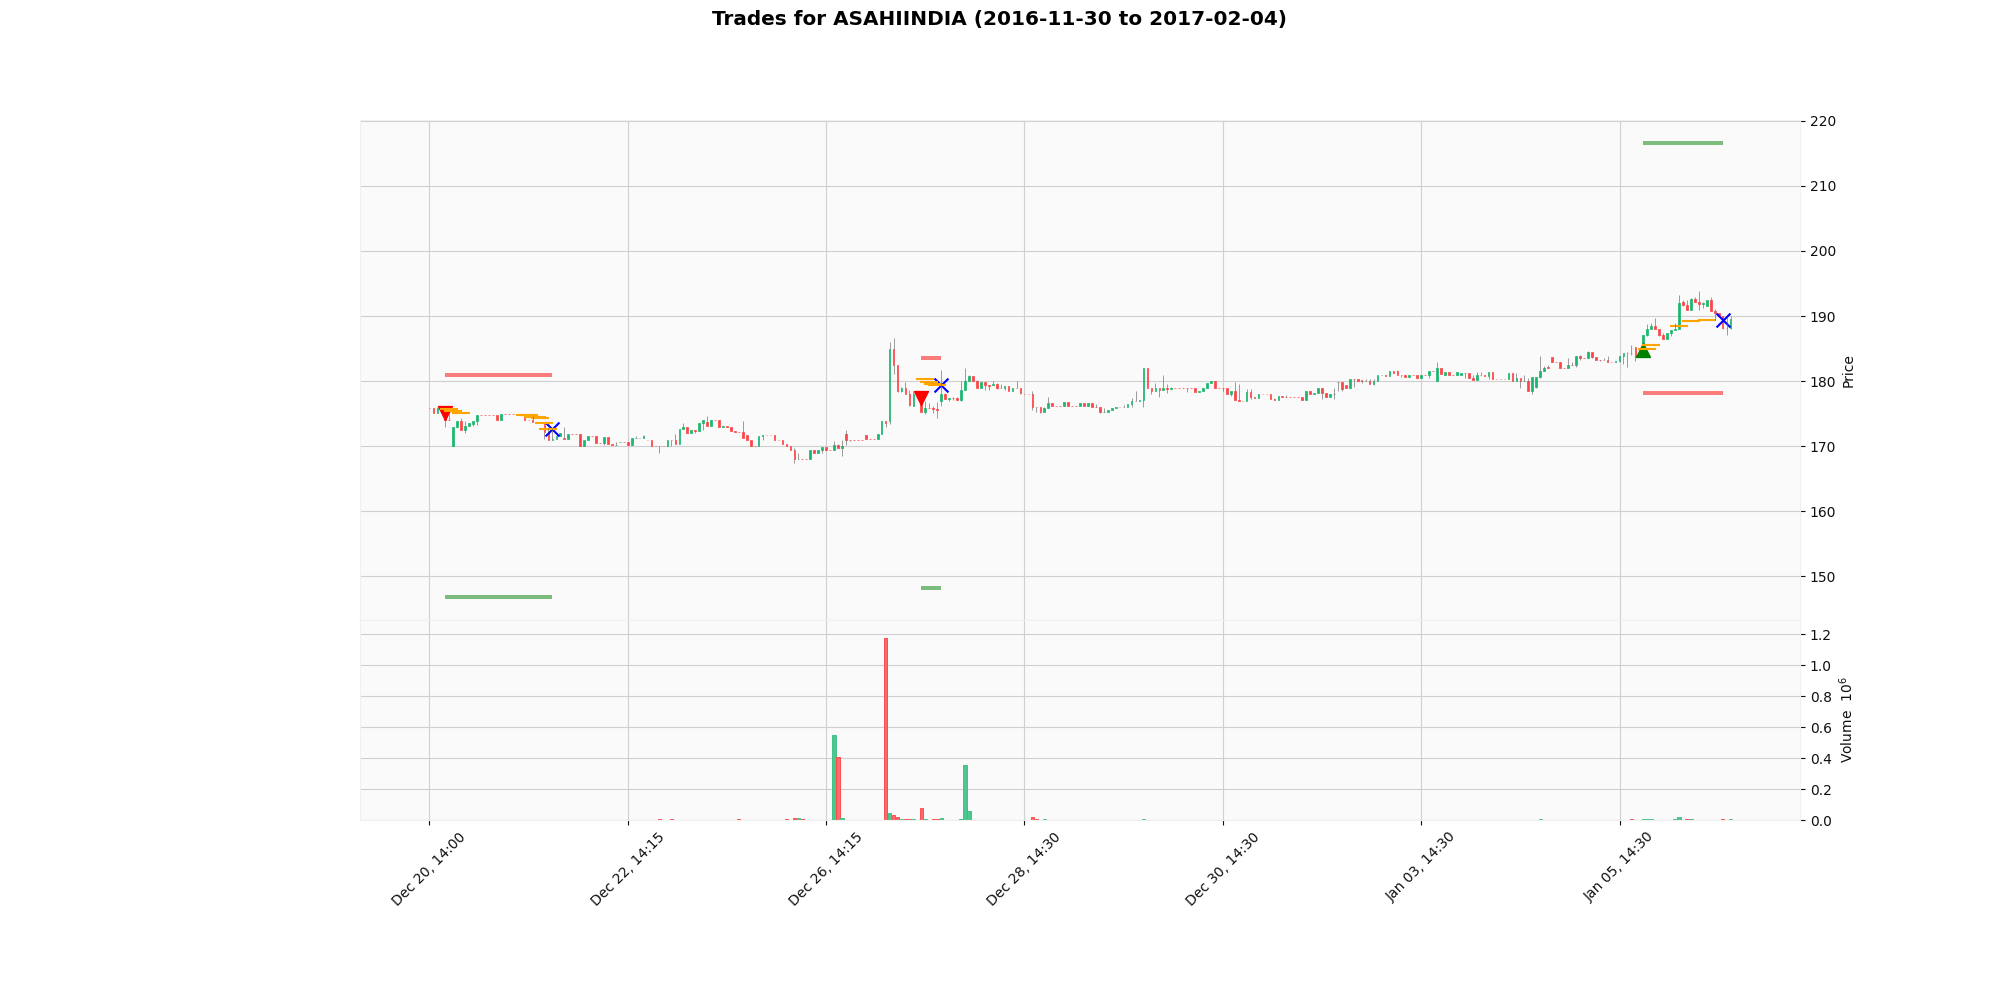 Trades for ASAHIINDIA (2016-11-30 to 2017-02-04)
220
210
200
190
180
170
160
150
Price
1.2
1.0
0.8
0.6
0.4
0.2
0.0
Volume 10^6
Dec 20, 14:00
Dec 22, 14:15
Dec 26, 14:15
Dec 28, 14:30
Dec 30, 14:30
Jan 03, 14:30
Jan 05, 14:30